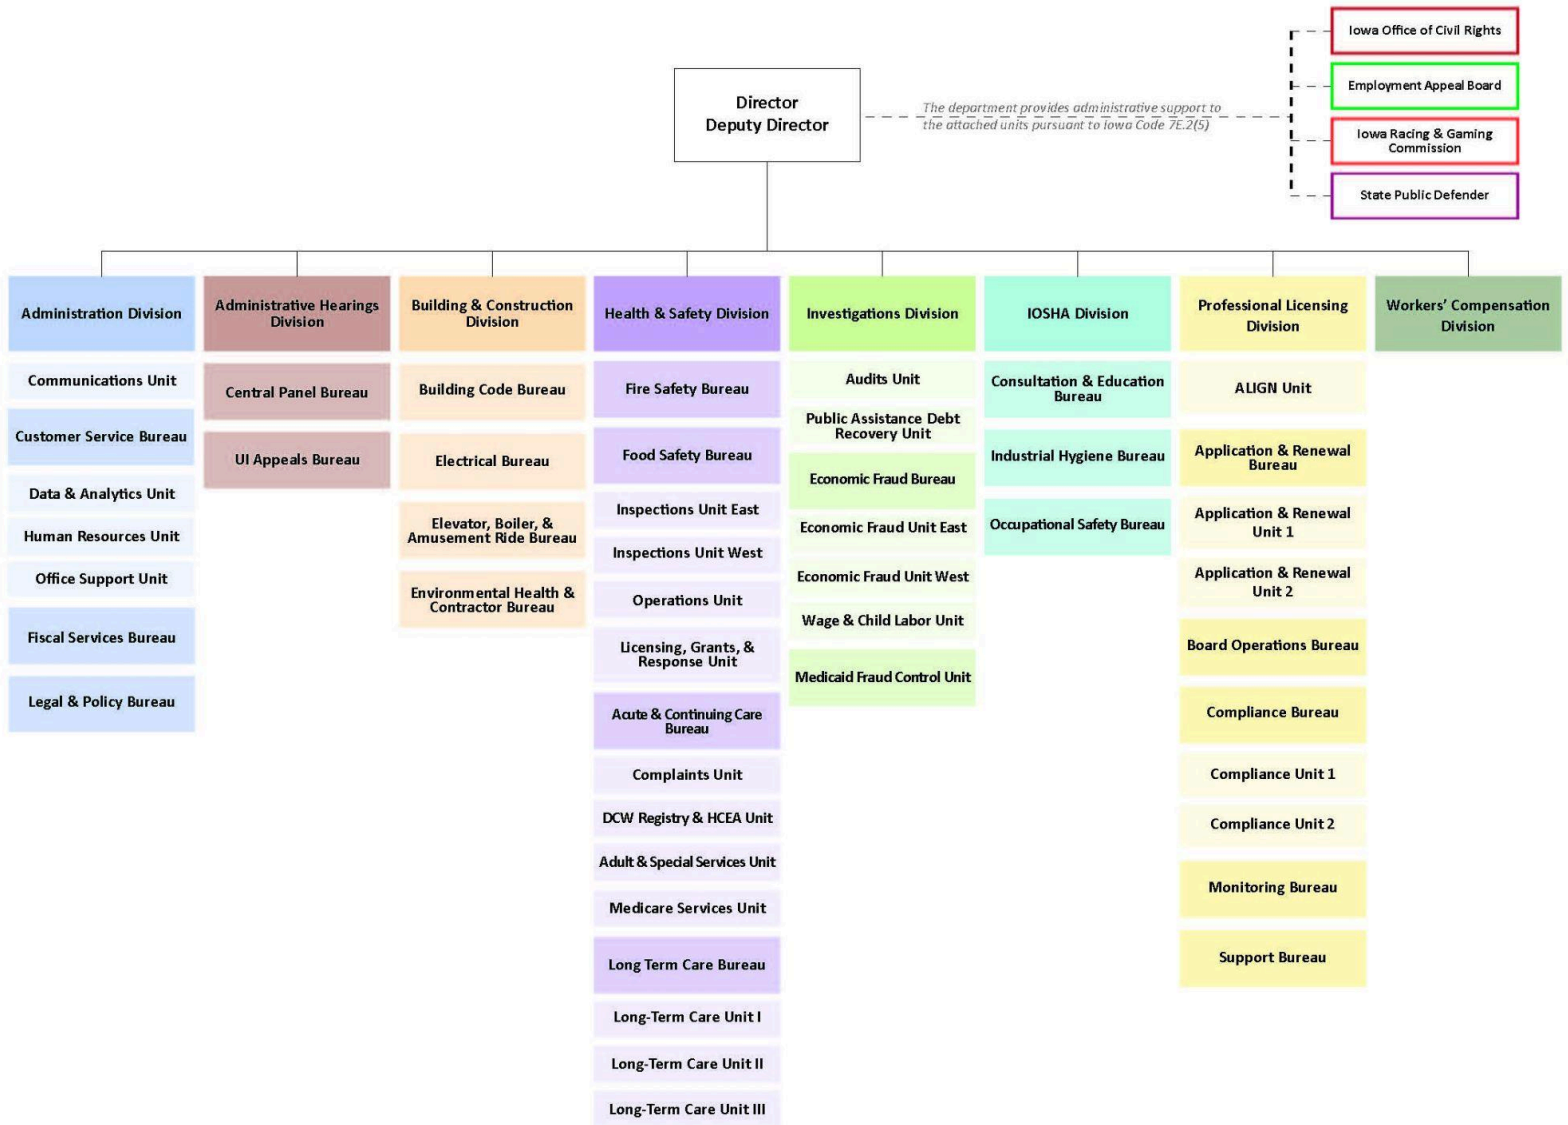 Director
Deputy Director
The department provides administrative support to
the attached units pursuant to Iowa Code 7E.2(5)
Iowa Office of Civil Rights
Employment Appeal Board
Iowa Racing & Gaming
Commission
State Public Defender
Administration Division
Communications Unit
Customer Service Bureau
Data & Analytics Unit
Human Resources Unit
Office Support Unit
Fiscal Services Bureau
Legal & Policy Bureau
Administrative Hearings
Division
Central Panel Bureau
UI Appeals Bureau
Building & Construction
Division
Building Code Bureau
Electrical Bureau
Elevator, Boiler, &
Amusement Ride Bureau
Environmental Health &
Contractor Bureau
Health & Safety Division
Fire Safety Bureau
Food Safety Bureau
Inspections Unit East
Inspections Unit West
Operations Unit
Licensing, Grants, &
Response Unit
Acute & Continuing Care
Bureau
Complaints Unit
DCW Registry & HCEA Unit
Adult & Special Services Unit
Medicare Services Unit
Long Term Care Bureau
Long-Term Care Unit I
Long-Term Care Unit II
Long-Term Care Unit III
Investigations Division
Audits Unit
Public Assistance Debt
Recovery Unit
Economic Fraud Bureau
Economic Fraud Unit East
Economic Fraud Unit West
Wage & Child Labor Unit
Medicaid Fraud Control Unit
IOSHA Division
Consultation & Education
Bureau
Industrial Hygiene Bureau
Occupational Safety Bureau
Professional Licensing
Division
ALIGN Unit
Application & Renewal
Bureau
Application & Renewal
Unit 1
Application & Renewal
Unit 2
Board Operations Bureau
Compliance Bureau
Compliance Unit 1
Compliance Unit 2
Monitoring Bureau
Support Bureau
Workers' Compensation
Division